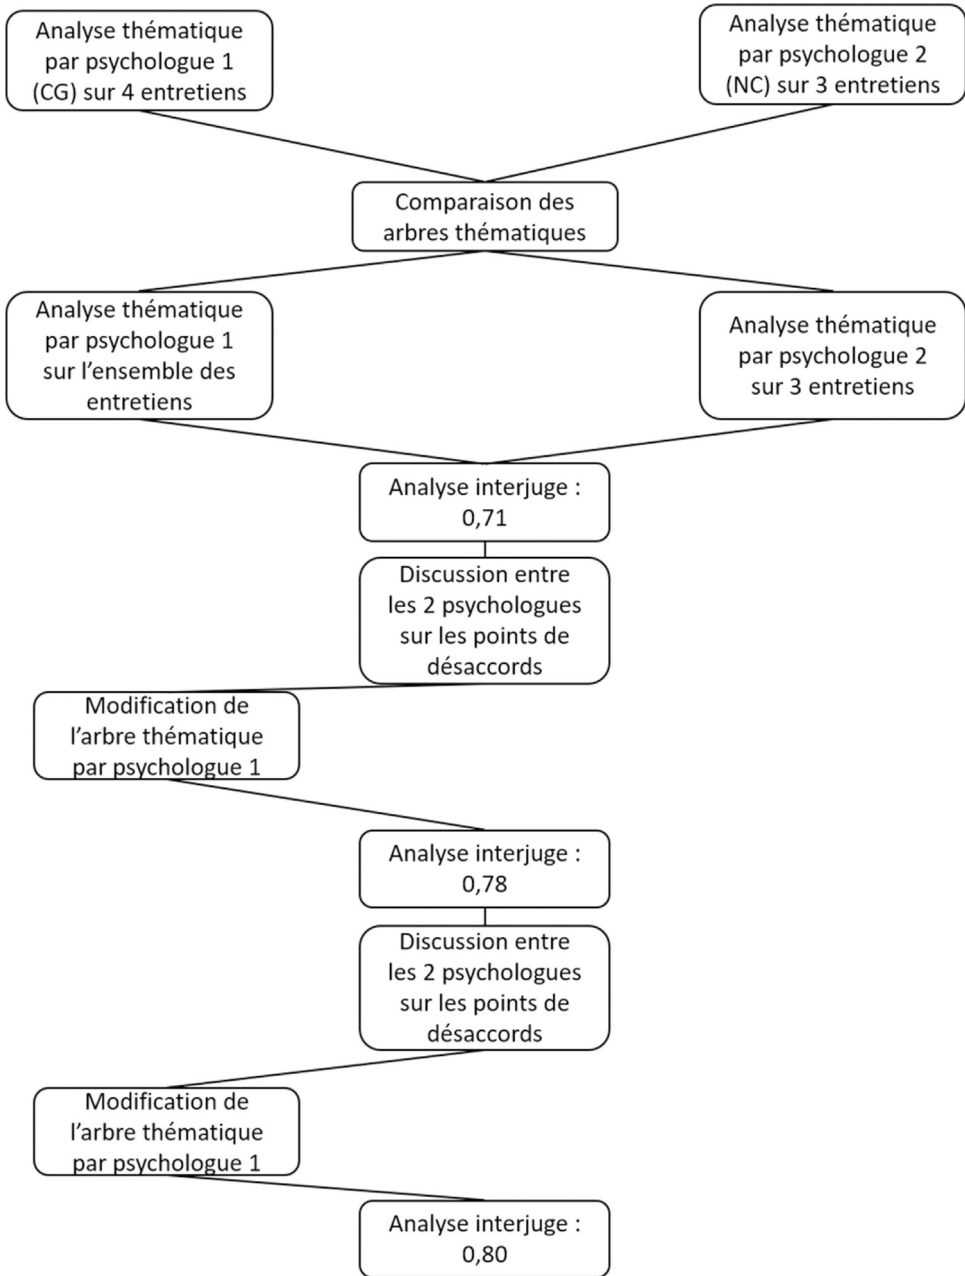 Analyse thématique
par psychologue 1
(CG) sur 4 entretiens
Analyse thématique
par psychologue 2
(NC) sur 3 entretiens
Comparaison des
arbres thématiques
Analyse thématique
par psychologue 1
sur l’ensemble des
entretiens
Analyse thématique
par psychologue 2
sur 3 entretiens
Analyse interjuge :
0,71
Discussion entre
les 2 psychologues
sur les points de
désaccords
Modification de
l’arbre thématique
par psychologue 1
Analyse interjuge :
0,78
Discussion entre
les 2 psychologues
sur les points de
désaccords
Modification de
l’arbre thématique
par psychologue 1
Analyse interjuge :
0,80